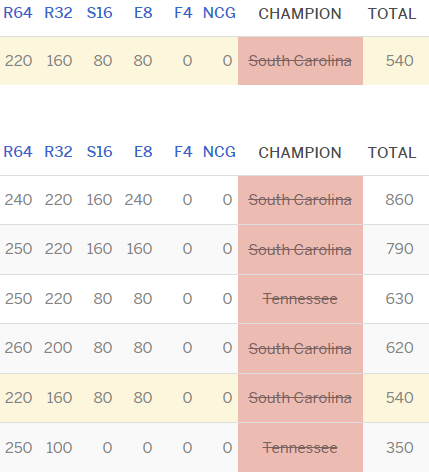 R64 R32 S16 E8 F4 NCG CHAMPION TOTAL
220 160 80 80 0 0 South Carolina 540
R64 R32 S16 E8 F4 NCG CHAMPION TOTAL
240 220 160 240 0 0 South Carolina 860
250 220 160 160 0 0 South Carolina 790
250 220 80 80 0 0 Tennessee 630
260 200 80 80 0 0 South Carolina 620
220 160 80 80 0 0 South Carolina 540
250 100 0 0 0 0 Tennessee 350